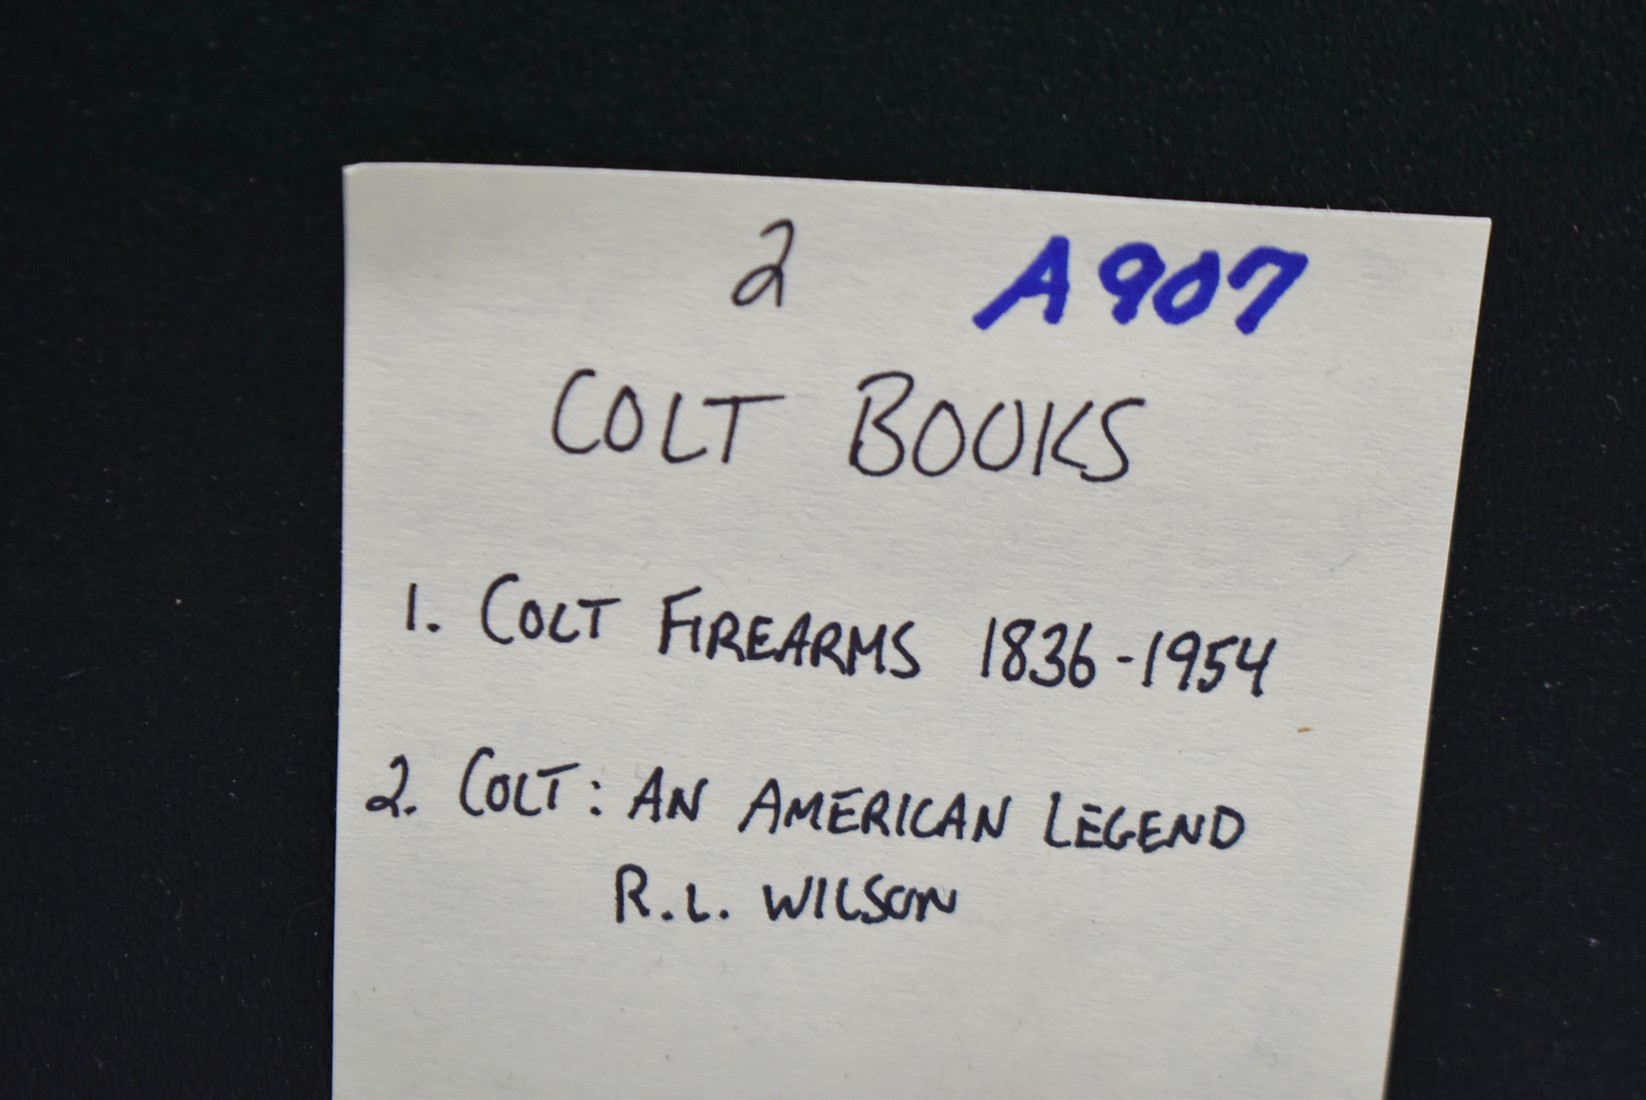 2 A907
COLT BOOKS
1. COLT FIREARMS 1836-1954
2. COLT: AN AMERICAN LEGEND
R.L. WILSON